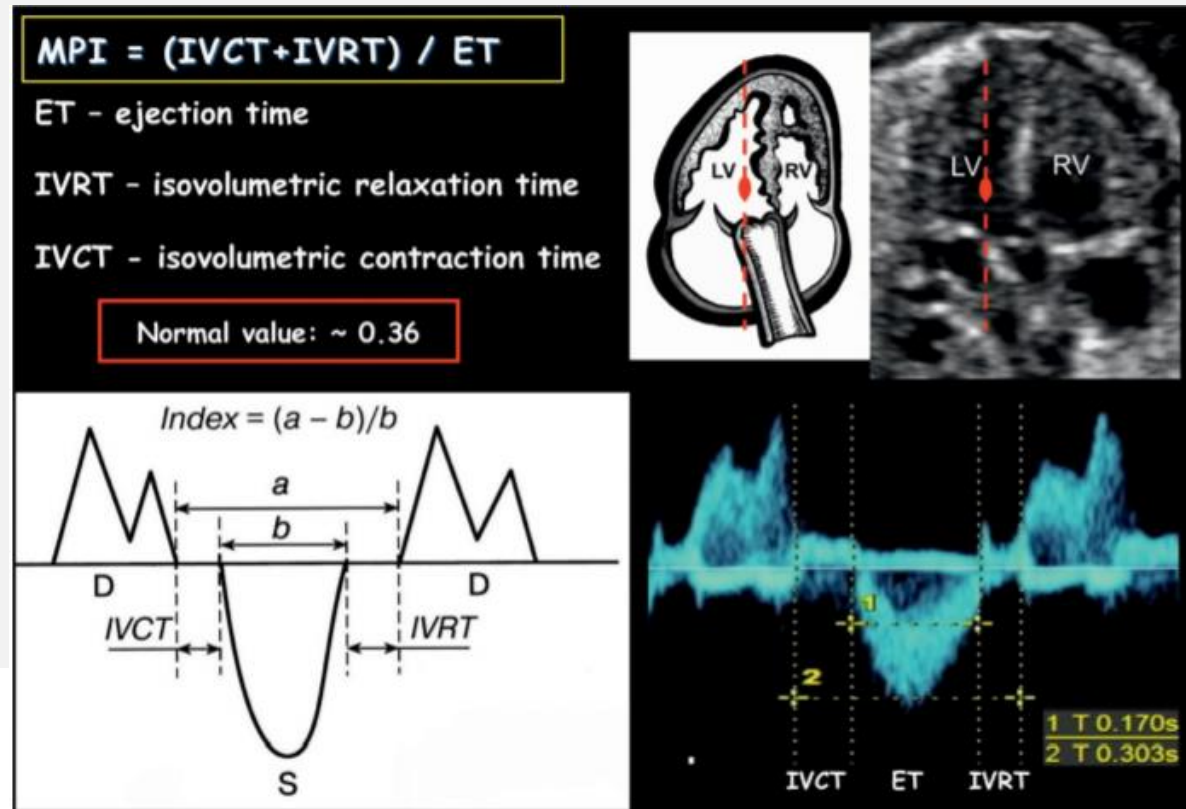 MPI = (IVCT+IVRT) / ET
ET – ejection time
IVRT – isovolumetric relaxation time
IVCT - isovolumetric contraction time
Normal value: ~ 0.36
LV RV
LV RV
Index = (a – b)/b
a
b
D D
IVCT IVRT
S
1
2
1 T 0.170s
2 T 0.303s
IVCT ET IVRT